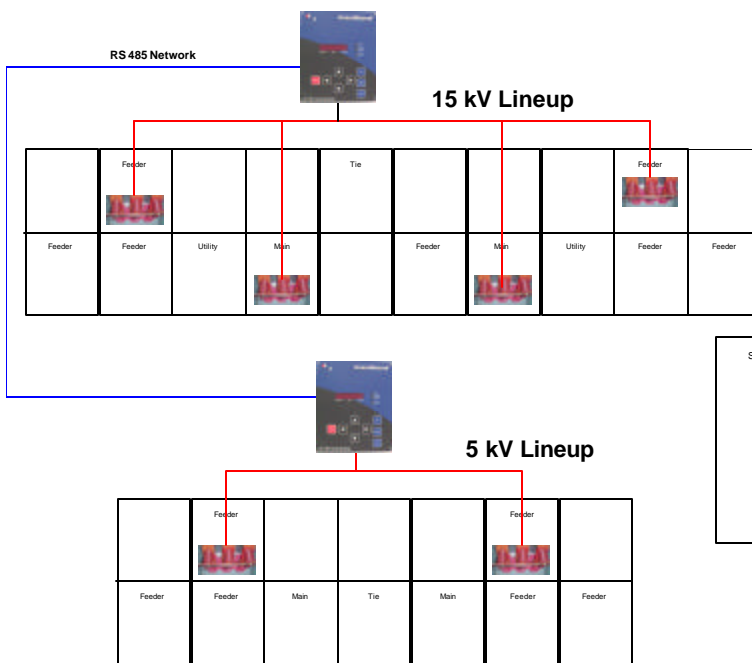 RS 485 Network
15 kV Lineup
Feeder Tie Feeder
Feeder Feeder Utility Main Feeder Main Utility Feeder Feeder
S
5 kV Lineup
Feeder Feeder
Feeder Feeder Main Tie Main Feeder Feeder